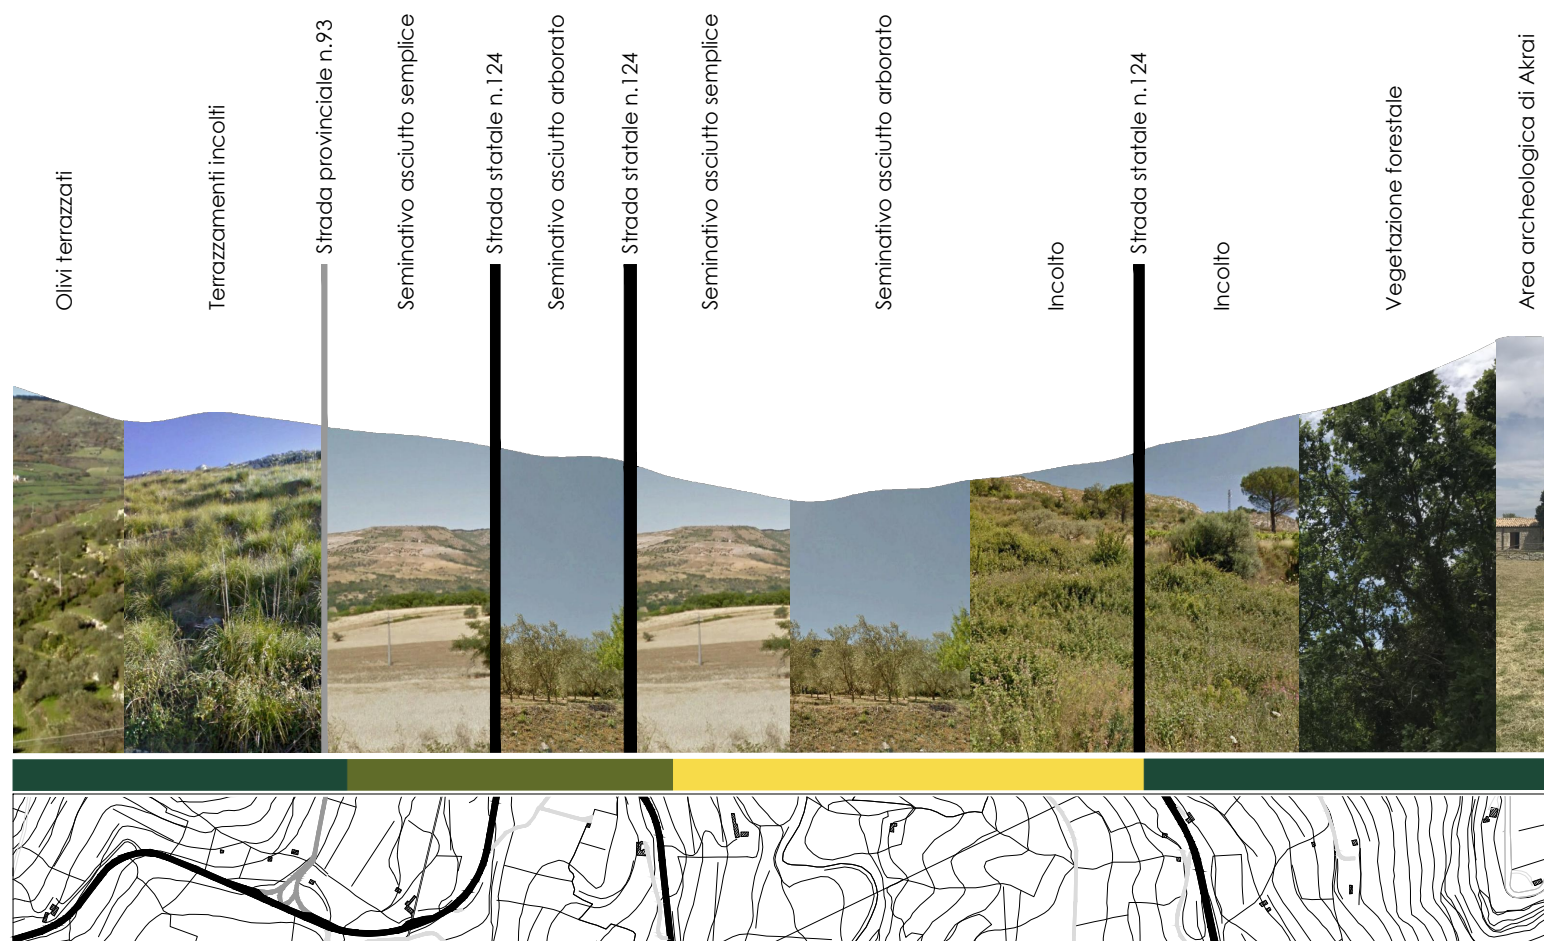 Olivi terrazzati
Terrazzamenti incolti
Strada provinciale n.93
Seminativo asciutto semplice
Strada statale n.124
Seminativo asciutto arborato
Strada statale n.124
Seminativo asciutto semplice
Seminativo asciutto arborato
Incolto
Strada statale n.124
Incolto
Vegetazione forestale
Area archeologica di Akrai